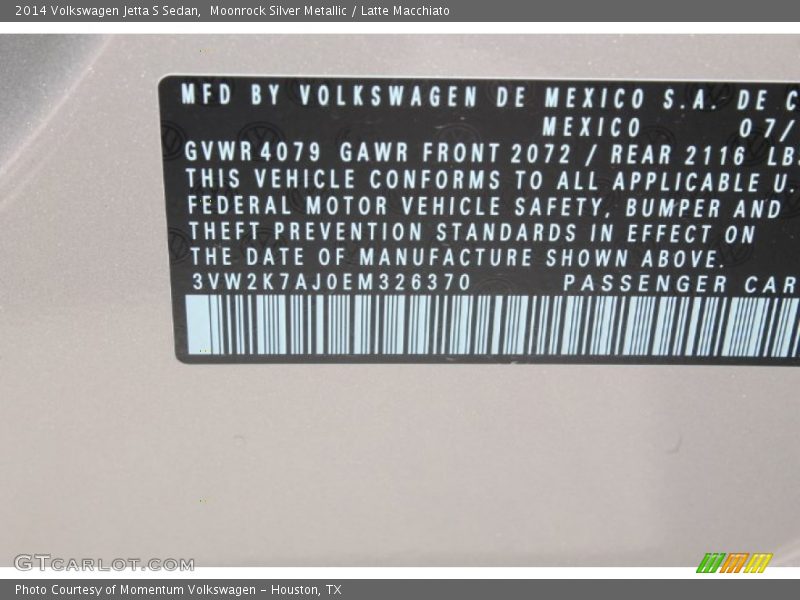 2014 Volkswagen Jetta S Sedan,  Moonrock Silver Metallic / Latte Macchiato
MFD BY VOLKSWAGEN DE MEXICO S.A. DE C
MEXICO 07/
GVWR 4079 GAWR FRONT 2072 / REAR 2116 LBS
THIS VEHICLE CONFORMS TO ALL APPLICABLE U.
FEDERAL MOTOR VEHICLE SAFETY, BUMPER AND
THEFT PREVENTION STANDARDS IN EFFECT ON
THE DATE OF MANUFACTURE SHOWN ABOVE.
3VW2K7AJ0EM326370 PASSENGER CAR
GTCARLOT.COM
Photo Courtesy of Momentum Volkswagen - Houston, TX